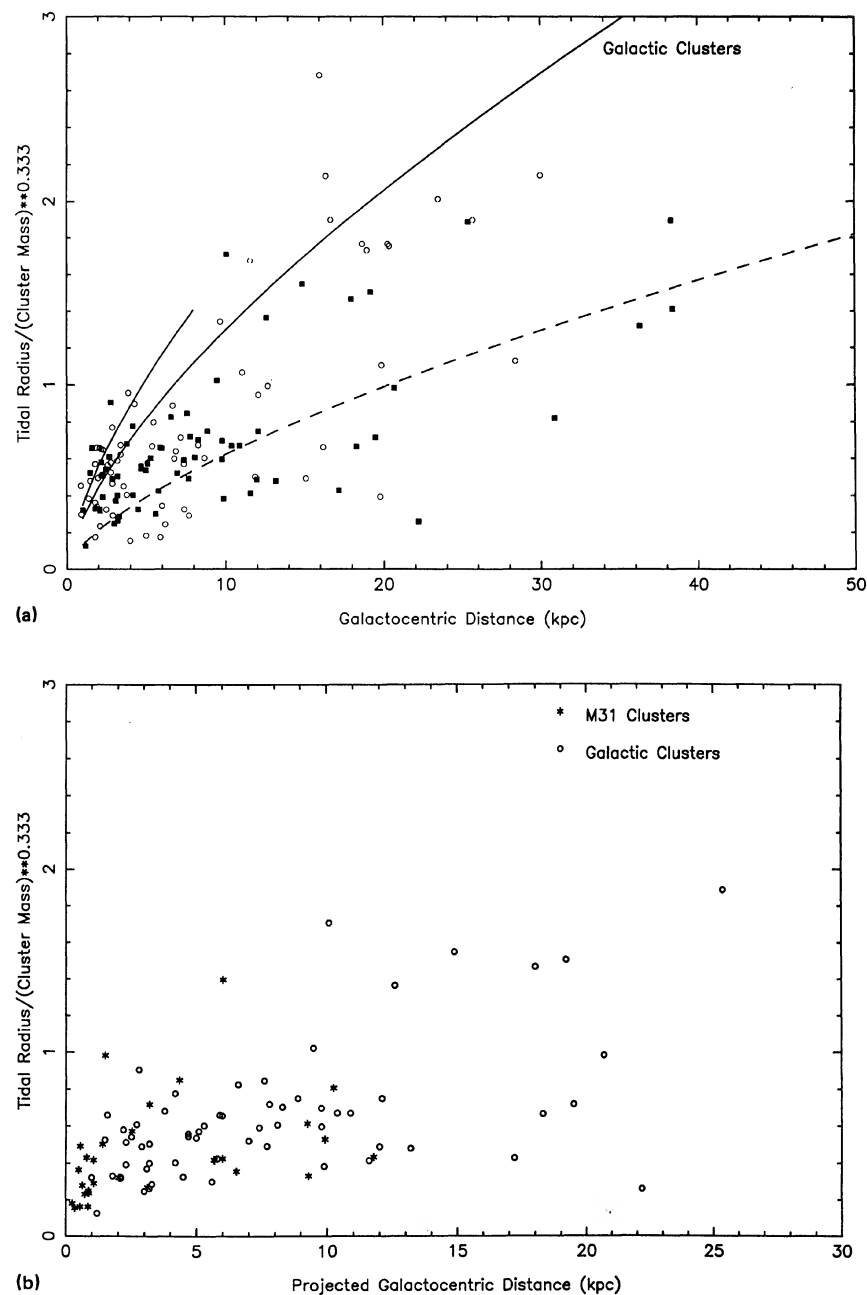 3
Galactic Clusters
2
1
0
Tidal Radius/(Cluster Mass)**0.333
0 10 20 30 40 50
(a)
Galactocentric Distance (kpc)
3
* M31 Clusters
o Galactic Clusters
2
1
0
Tidal Radius/(Cluster Mass)**0.333
0 5 10 15 20 25 30
(b)
Projected Galactocentric Distance (kpc)